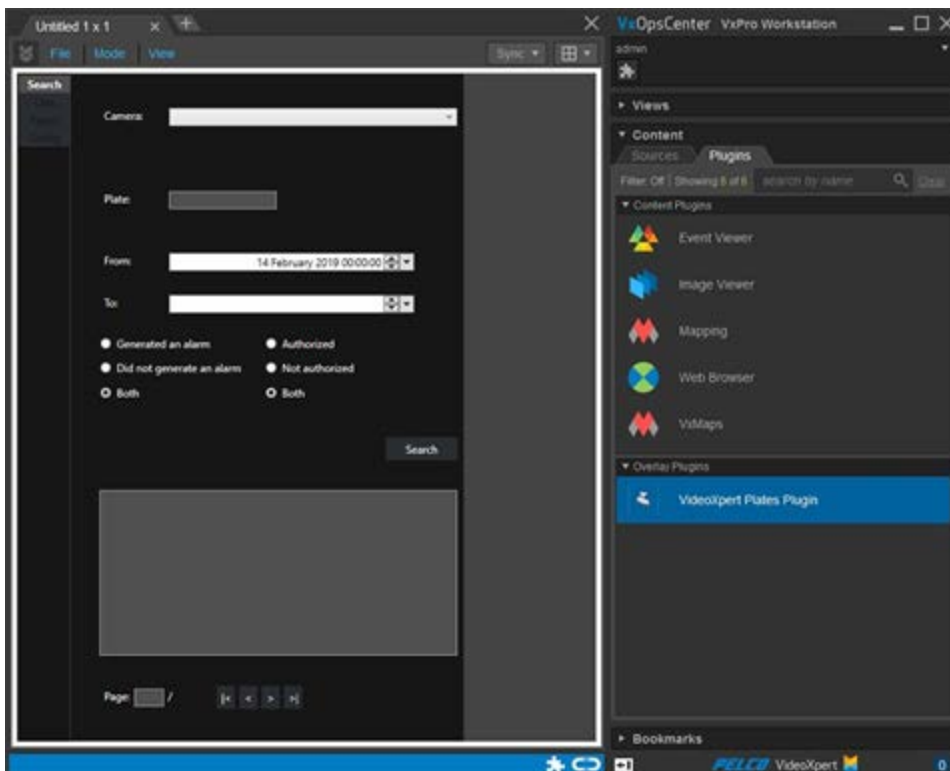 Untitled 1 x 1
File Mode View
Sync
VxOpsCenter VxPro Workstation
admin
Views
Content
Sources Plugins
Filter: Off | Showing 6 of 6 search by name Clear
Content Plugins
Event Viewer
Image Viewer
Mapping
Web Browser
VxMaps
Overlay Plugins
VideoXpert Plates Plugin
Bookmarks
PELCO VideoXpert 0
Search
Camera:
Plate:
From: 14 February 2019 00:00:00
To:
Generated an alarm Authorized
Did not generate an alarm Not authorized
Both Both
Search
Page: / |< < > >|